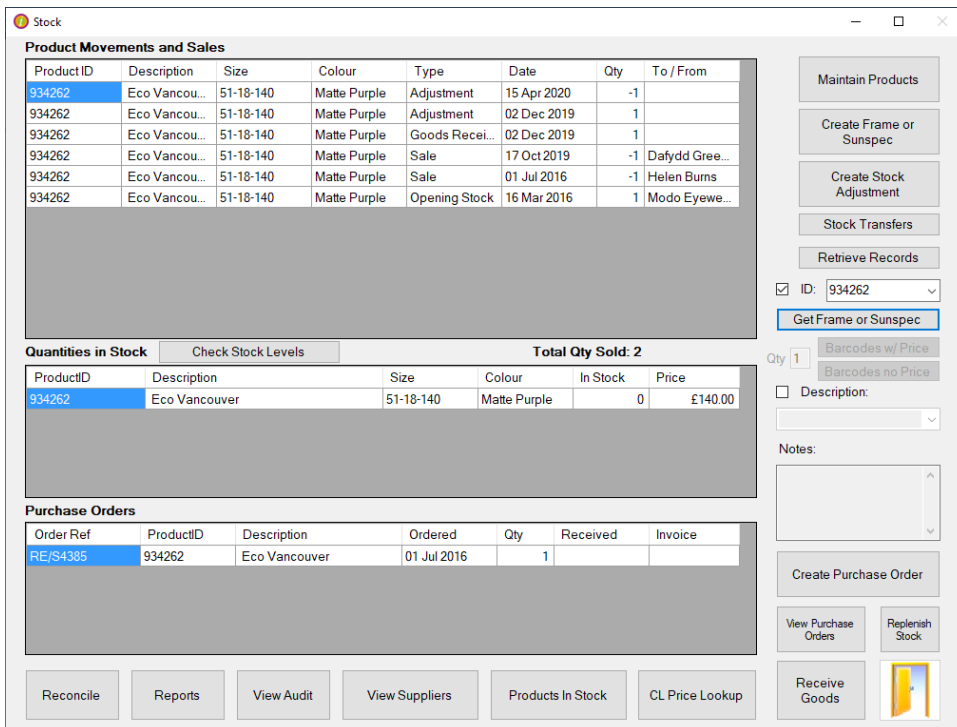 Stock
Product Movements and Sales
Product ID Description Size Colour Type Date Qty To / From
934262 Eco Vancou... 51-18-140 Matte Purple Adjustment 15 Apr 2020 -1
934262 Eco Vancou... 51-18-140 Matte Purple Adjustment 02 Dec 2019 1
934262 Eco Vancou... 51-18-140 Matte Purple Goods Recei... 02 Dec 2019 1
934262 Eco Vancou... 51-18-140 Matte Purple Sale 17 Oct 2019 -1 Dafydd Gree...
934262 Eco Vancou... 51-18-140 Matte Purple Sale 01 Jul 2016 -1 Helen Burns
934262 Eco Vancou... 51-18-140 Matte Purple Opening Stock 16 Mar 2016 1 Modo Eyewe...
Maintain Products
Create Frame or
Sunspec
Create Stock
Adjustment
Stock Transfers
Retrieve Records
ID: 934262
Get Frame or Sunspec
Quantities in Stock Check Stock Levels Total Qty Sold: 2
ProductID Description Size Colour In Stock Price
934262 Eco Vancouver 51-18-140 Matte Purple 0 £140.00
Qty 1 Barcodes w/ Price
Barcodes no Price
Description:
Notes:
Purchase Orders
Order Ref ProductID Description Ordered Qty Received Invoice
RE/S4385 934262 Eco Vancouver 01 Jul 2016 1
Create Purchase Order
View Purchase
Orders
Replenish
Stock
Reconcile Reports View Audit View Suppliers Products In Stock CL Price Lookup
Receive
Goods